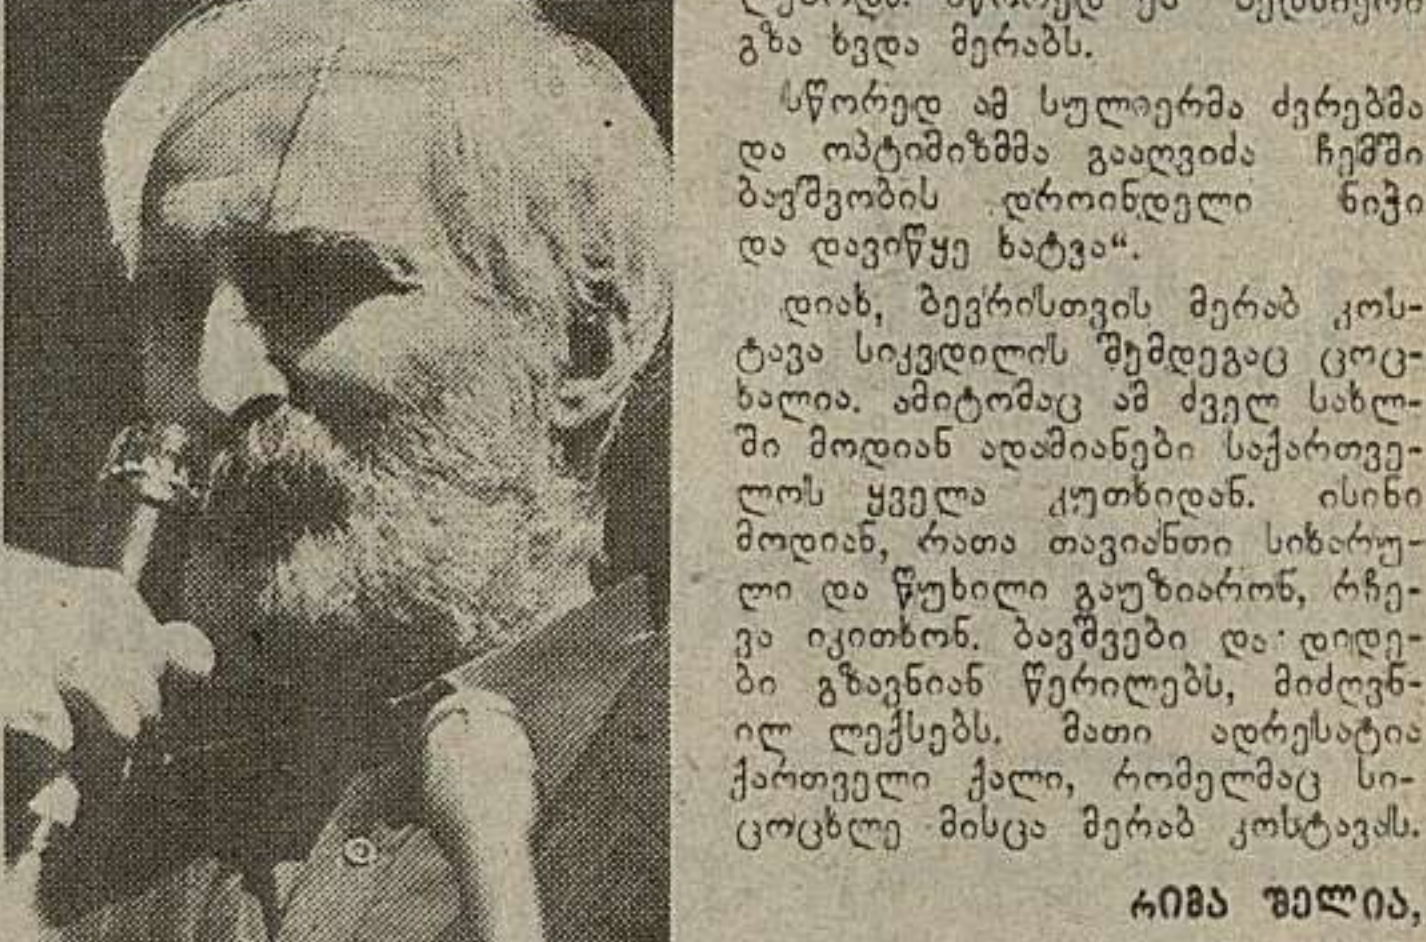 გზა ხვდა მერაბს.
სწორედ ამ სულიერმა ძვრებმა
და ოპტიმიზმმა გააღვიძა ჩემში
ბავშვობის დროინდელი ნიჭი
და დავიწყე ხატვა“.
დიახ, ბევრისთვის მერაბ კოს-
ტავა სიკვდილის შემდეგაც ცოც-
ხალია. ამიტომაც ამ ძველ სახლ-
ში მოდიან ადამიანები საქართვე-
ლოს ყველა კუთხიდან. ისინი
მოდიან, რათა თავიანთი სიხარუ-
ლი და წუხილი გაუზიარონ, რჩე-
ვა იკითხონ. ბავშვები და დიდე-
ბი გზავნიან წერილებს, მიძღვნ-
ილ ლექსებს. მათი ადრესატია
ქართველი ქალი, რომელმაც სი-
ცოცხლე მისცა მერაბ კოსტავას.
რიმა შელია,